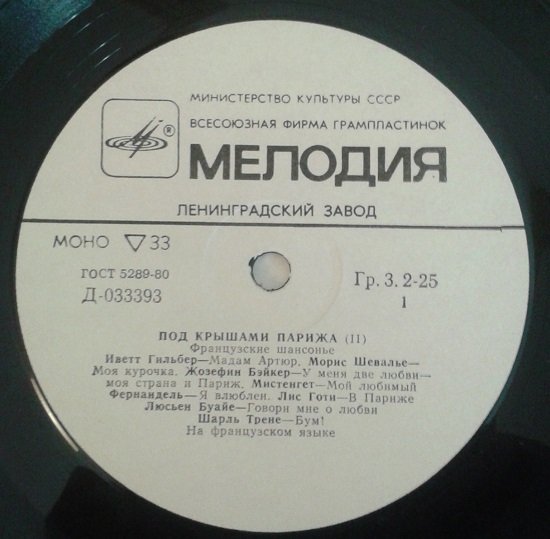 МИНИСТЕРСТВО КУЛЬТУРЫ СССР
ВСЕСОЮЗНАЯ ФИРМА ГРАМПЛАСТИНОК
®
МЕЛОДИЯ
ЛЕНИНГРАДСКИЙ ЗАВОД
МОНО ▽ 33
ГОСТ 5289-80
Д-033393
Гр. 3. 2-25
1
ПОД КРЫШАМИ ПАРИЖА (II)
Французские шансонье
Иветт Гильбер—Мадам Артюр. Морис Шевалье—
Моя курочка. Жозефин Бэйкер—У меня две любви—
моя страна и Париж. Мистенгет—Мой любимый
Фернандель—Я влюблен. Лис Готи—В Париже
Люсьен Буайе—Говори мне о любви
Шарль Трене—Бум!
На французском языке